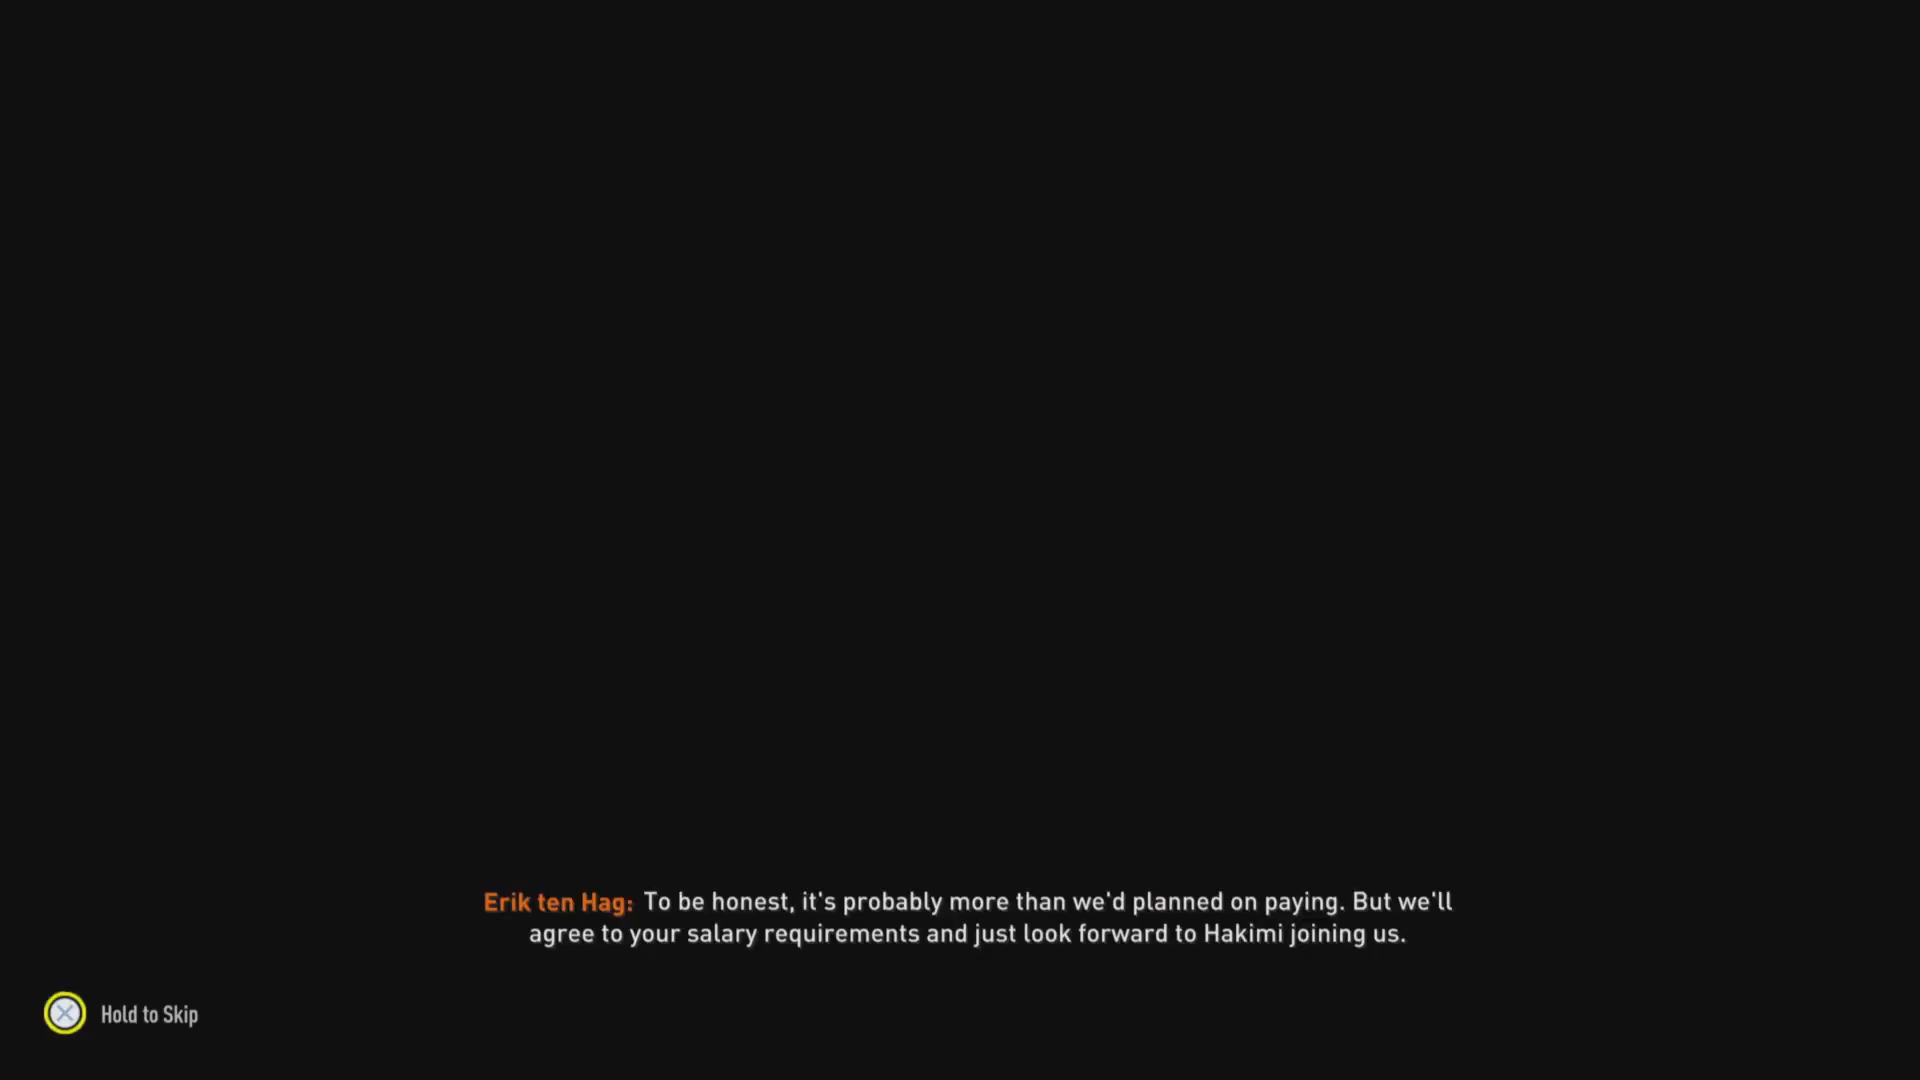 Erik ten Hag: To be honest, it's probably more than we'd planned on paying. But we'll
agree to your salary requirements and just look forward to Hakimi joining us.
Hold to Skip